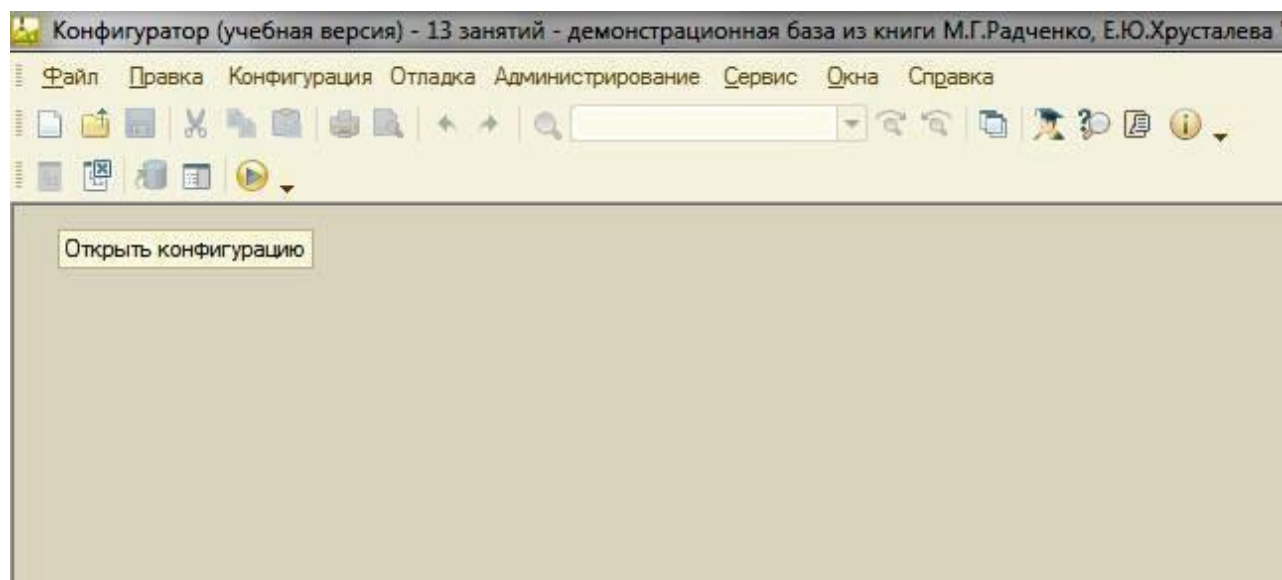 Конфигуратор (учебная версия) - 13 занятий - демонстрационная база из книги М.Г.Радченко, Е.Ю.Хрусталева "
Файл Правка Конфигурация Отладка Администрирование Сервис Окна Справка
Открыть конфигурацию